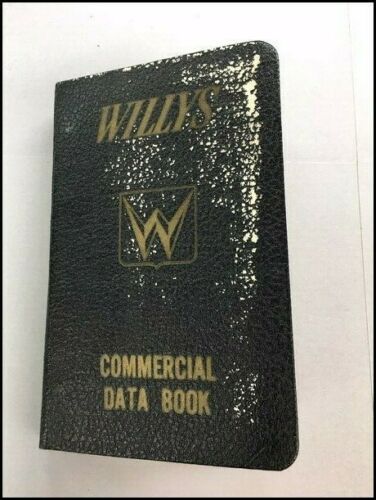 WILLYS
W
COMMERCIAL
DATA BOOK